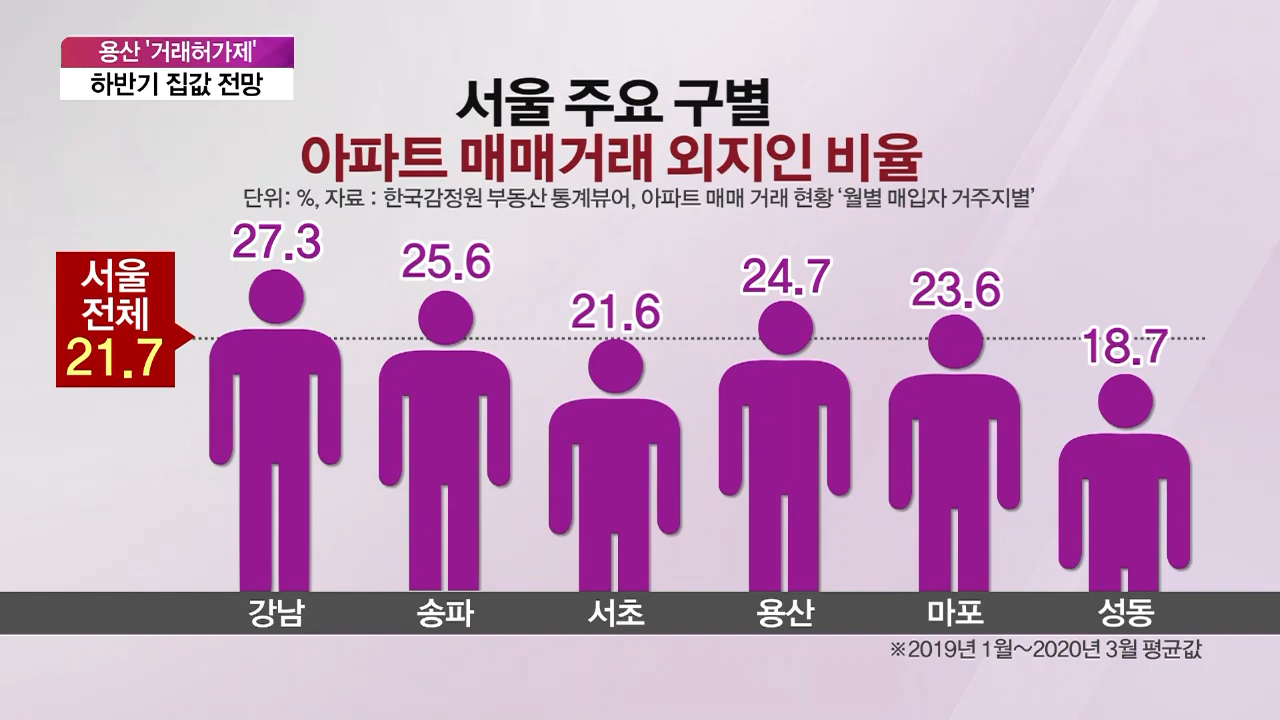 용산 '거래허가제'
하반기 집값 전망
서울 주요 구별
아파트 매매거래 외지인 비율
단위: %, 자료 : 한국감정원 부동산 통계뷰어, 아파트 매매 거래 현황 ‘월별 매입자 거주지별’
서울
전체
21.7
27.3 25.6 21.6 24.7 23.6 18.7
강남 송파 서초 용산 마포 성동
※2019년 1월~2020년 3월 평균값